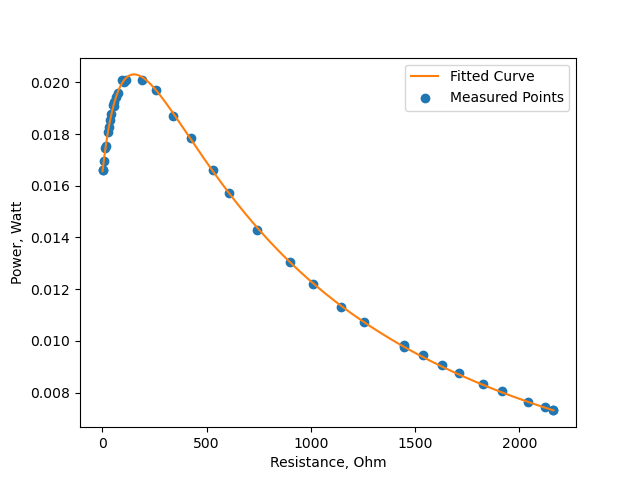 Fitted Curve
Measured Points
Power, Watt
0.020
0.018
0.016
0.014
0.012
0.010
0.008
0 500 1000 1500 2000
Resistance, Ohm